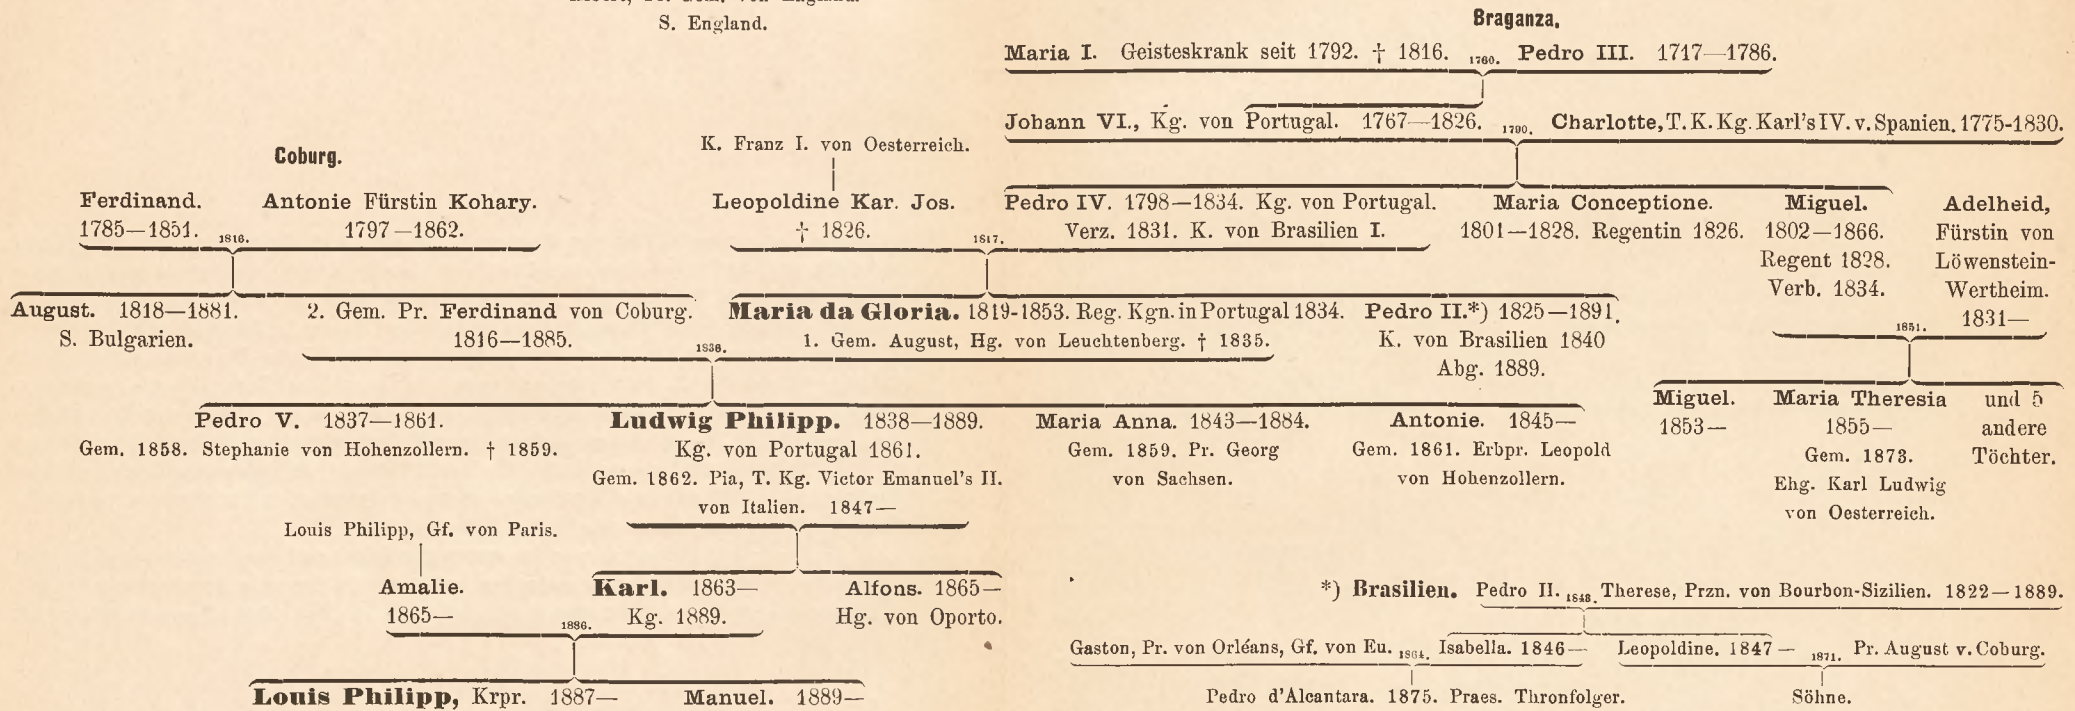 S. England.
Braganza.
Maria I. Geisteskrank seit 1792. † 1816. 1760. Pedro III. 1717—1786.
Johann VI., Kg. von Portugal. 1767—1826. 1790. Charlotte, T. K. Kg. Karl's IV. v. Spanien. 1775-1830.
K. Franz I. von Oesterreich.
Coburg.
Ferdinand. Antonie Fürstin Kohary. Leopoldine Kar. Jos. Pedro IV. 1798—1834. Kg. von Portugal. Maria Conceptione. Miguel. Adelheid,
1785—1851. 1816. 1797—1862. † 1826. 1817. Verz. 1831. K. von Brasilien I. 1801—1828. Regentin 1826. 1802—1866. Fürstin von
Regent 1828. Löwenstein-
Verb. 1834. Wertheim.
August. 1818—1881. 2. Gem. Pr. Ferdinand von Coburg. Maria da Gloria. 1819-1853. Reg. Kgn. in Portugal 1834. Pedro II.*) 1825—1891. 1851. 1831—
S. Bulgarien. 1816—1885. 1836. 1. Gem. August, Hg. von Leuchtenberg. † 1835. K. von Brasilien 1840
Abg. 1889.
Pedro V. 1837—1861. Ludwig Philipp. 1838—1889. Maria Anna. 1843—1884. Antonie. 1845— Miguel. Maria Theresia und 5
Gem. 1858. Stephanie von Hohenzollern. † 1859. Kg. von Portugal 1861. Gem. 1859. Pr. Georg Gem. 1861. Erbpr. Leopold 1853— 1855— andere
Gem. 1862. Pia, T. Kg. Victor Emanuel's II. von Sachsen. von Hohenzollern. Gem. 1873. Töchter.
von Italien. 1847— Ehg. Karl Ludwig
von Oesterreich.
Louis Philipp, Gf. von Paris.
Amalie. Karl. 1863— Alfons. 1865— *) Brasilien. Pedro II. 1843. Therese, Przn. von Bourbon-Sizilien. 1822—1889.
1865— 1886. Kg. 1889. Hg. von Oporto.
Gaston, Pr. von Orléans, Gf. von Eu. 1864. Isabella. 1846— Leopoldine. 1847— 1871. Pr. August v. Coburg.
Louis Philipp, Krpr. 1887— Manuel. 1889— Pedro d'Alcantara. 1875. Praes. Thronfolger. Söhne.